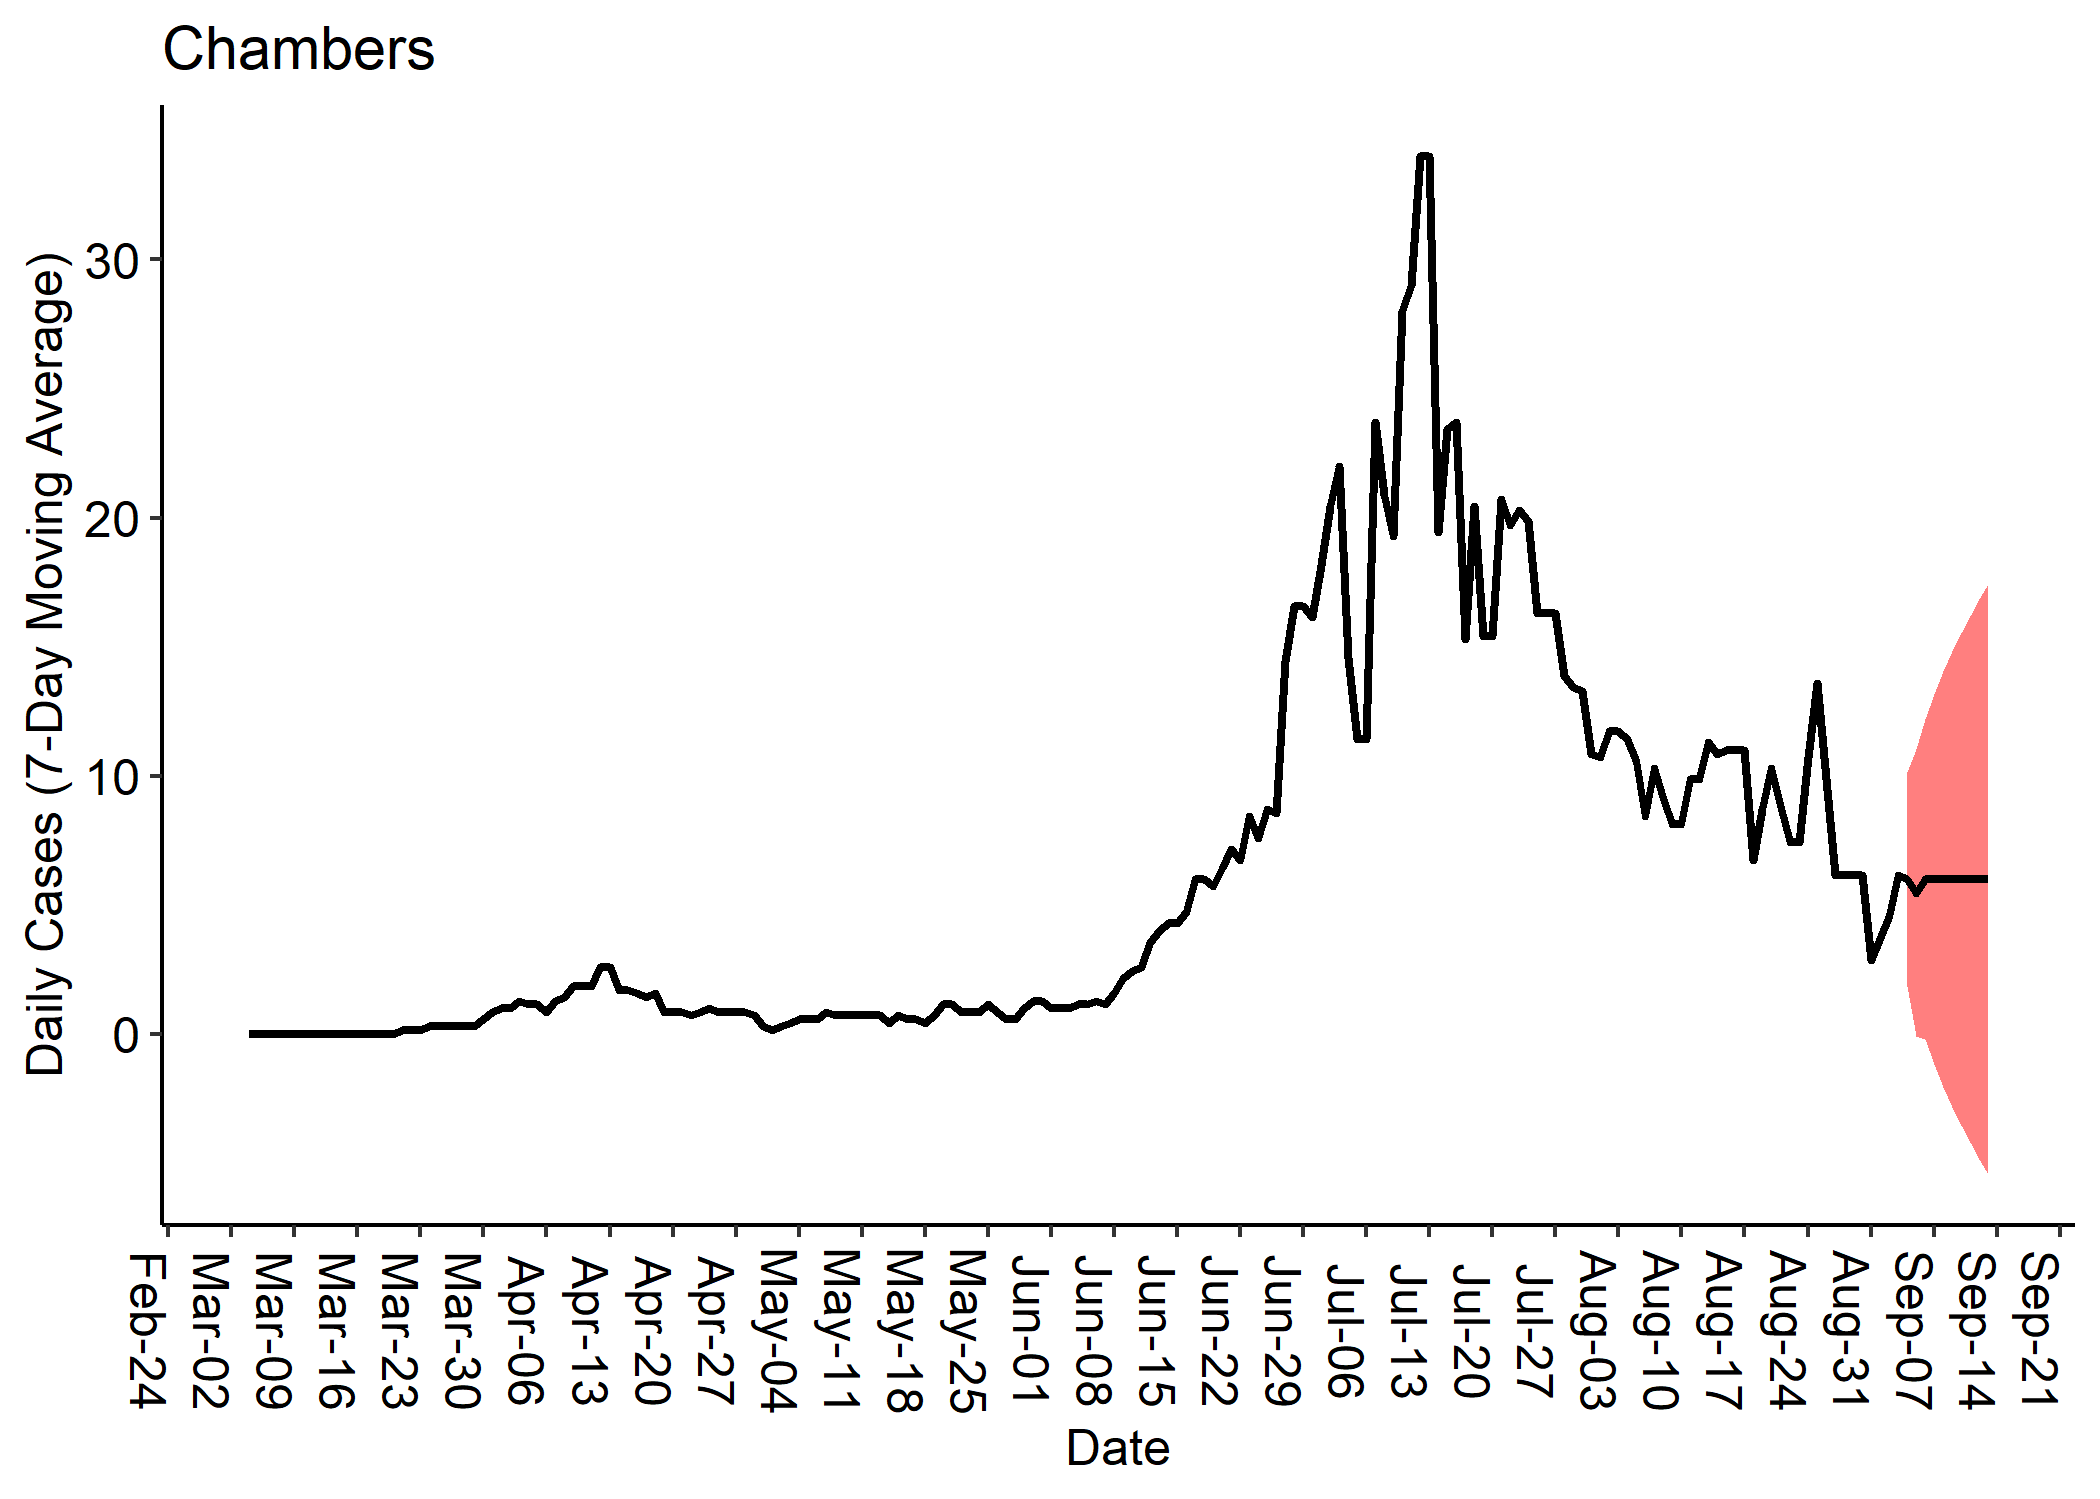 Chambers
Daily Cases (7-Day Moving Average)
30
20
10
0
Feb-24
Mar-02
Mar-09
Mar-16
Mar-23
Mar-30
Apr-06
Apr-13
Apr-20
Apr-27
May-04
May-11
May-18
May-25
Jun-01
Jun-08
Jun-15
Jun-22
Jun-29
Jul-06
Jul-13
Jul-20
Jul-27
Aug-03
Aug-10
Aug-17
Aug-24
Aug-31
Sep-07
Sep-14
Sep-21
Date